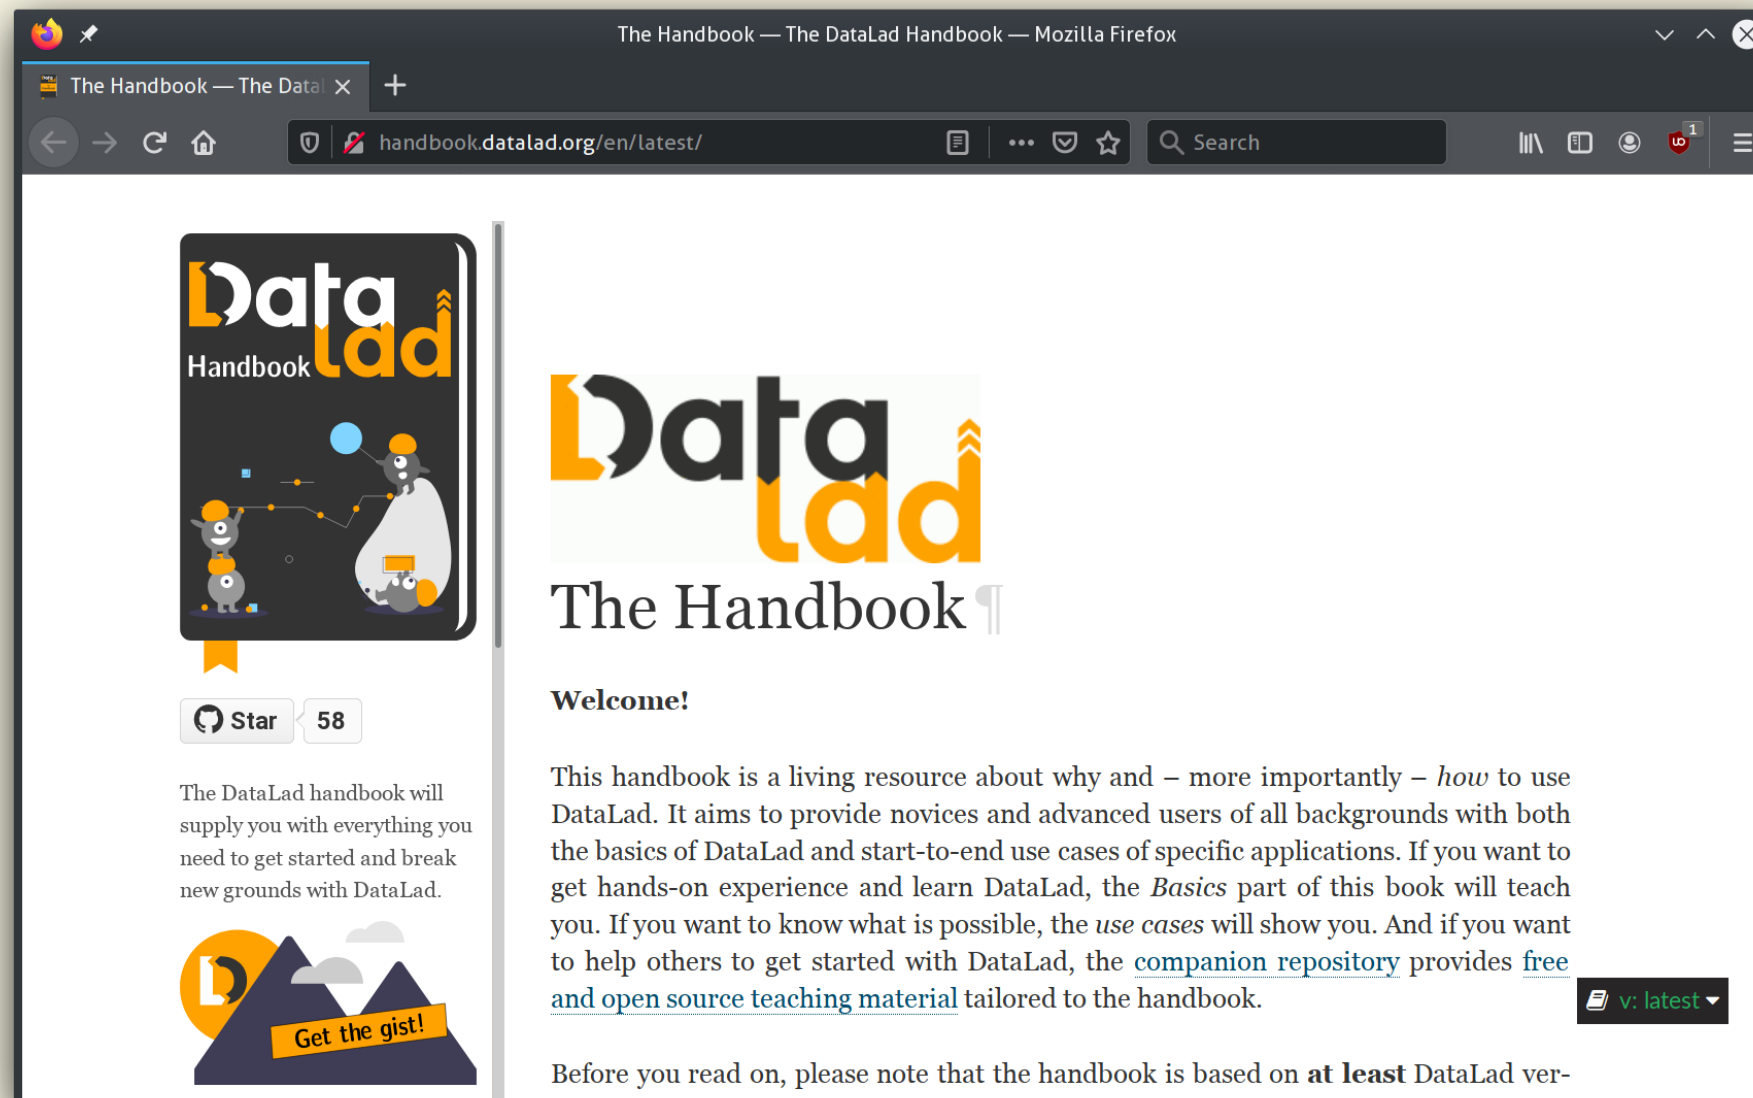 The Handbook — The DataLad Handbook — Mozilla Firefox
The Handbook — The Data
handbook.datalad.org/en/latest/
Search
1
Data
Handbook lad
Star 58
The DataLad handbook will
supply you with everything you
need to get started and break
new grounds with DataLad.
D
Get the gist!
Data
lad
The Handbook¶
Welcome!
This handbook is a living resource about why and – more importantly – how to use
DataLad. It aims to provide novices and advanced users of all backgrounds with both
the basics of DataLad and start-to-end use cases of specific applications. If you want to
get hands-on experience and learn DataLad, the Basics part of this book will teach
you. If you want to know what is possible, the use cases will show you. And if you want
to help others to get started with DataLad, the companion repository provides free
and open source teaching material tailored to the handbook.
v: latest
Before you read on, please note that the handbook is based on at least DataLad ver-